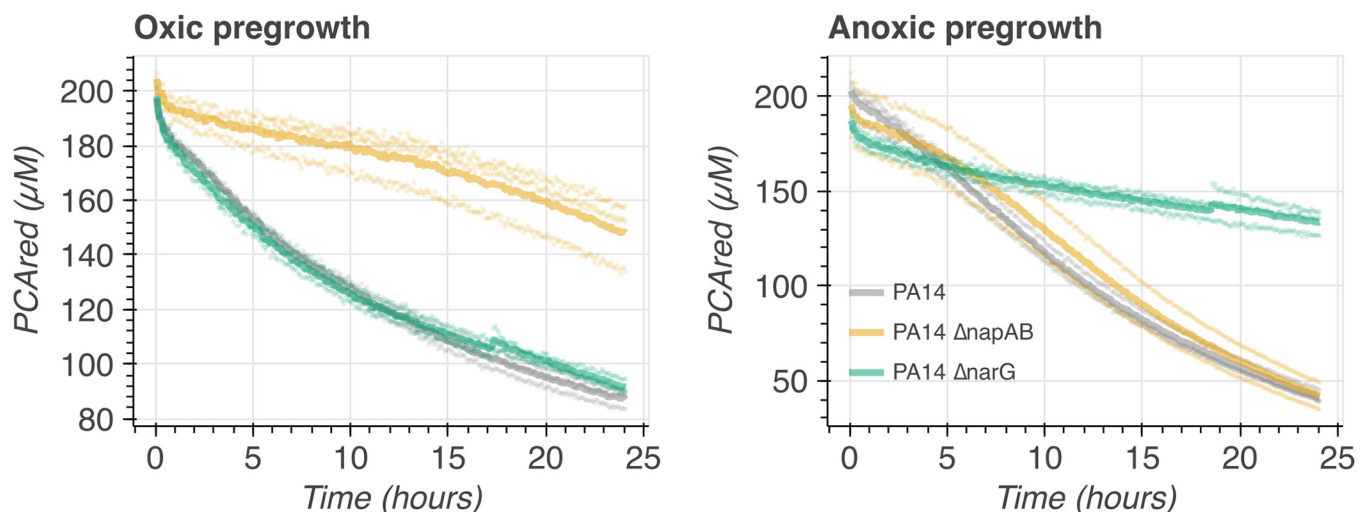 Oxic pregrowth
PCAred (μM)
200
180
160
140
120
100
80
0 5 10 15 20 25
Time (hours)
Anoxic pregrowth
PCAred (μM)
200
150
100
50
PA14
PA14 ΔnapAB
PA14 ΔnarG
0 5 10 15 20 25
Time (hours)